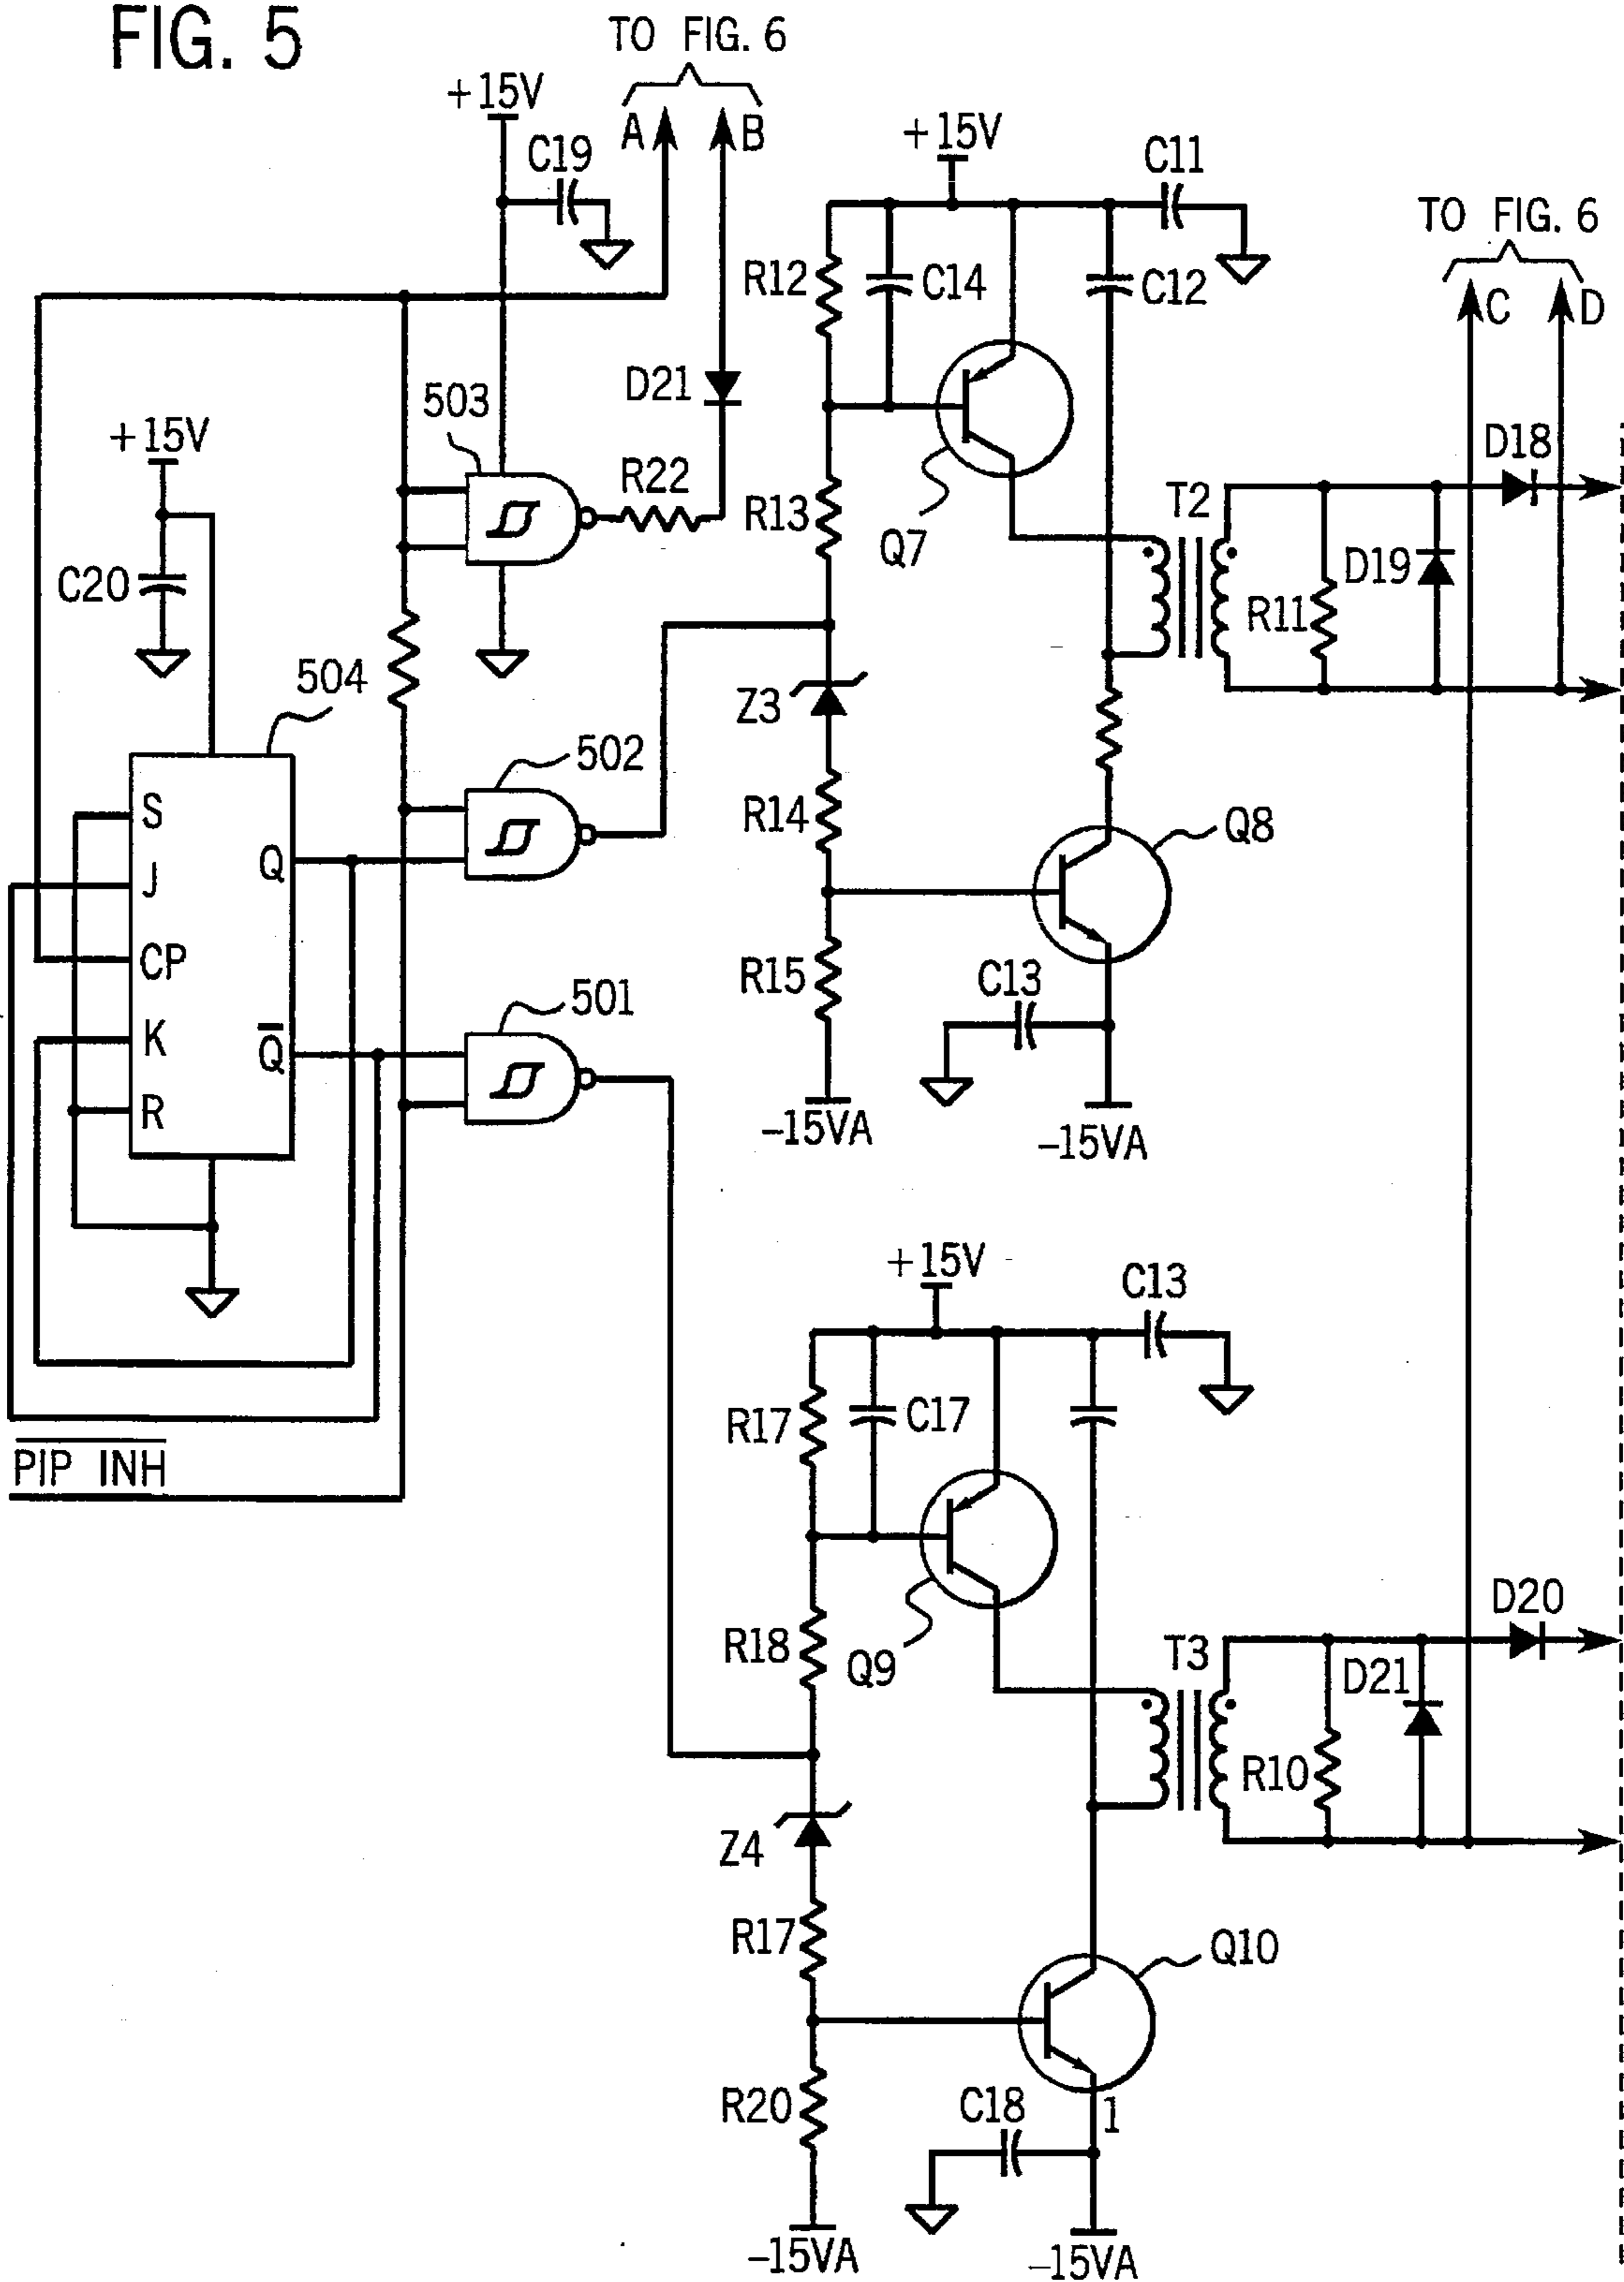 FIG. 5
TO FIG. 6
+15V
A
B
C19
+15V
C11
TO FIG. 6
R12
C14
C12
C
D
D21
503
+15V
D18
R22
T2
R13
Q7
D19
C20
R11
504
Z3
502
S
R14
Q8
J
Q
CP
R15
C13
501
K
Q̅
R
–15VA
–15VA
+15V
C13
R17
C17
PIP INH
D20
R18
Q9
T3
D21
R10
Z4
R17
Q10
R20
C18
1
–15VA
–15VA